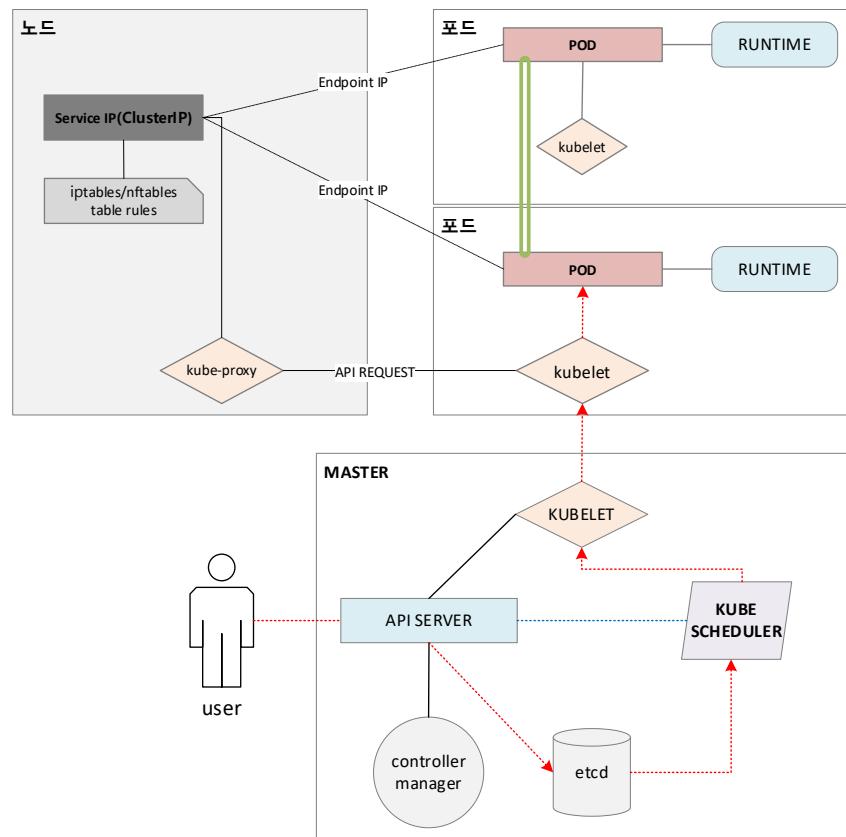 노드
Service IP(ClusterIP)
iptables/nftables
table rules
kube-proxy
Endpoint IP
Endpoint IP
API REQUEST
포드
POD
RUNTIME
kubelet
포드
POD
RUNTIME
kubelet
MASTER
KUBELET
API SERVER
KUBE
SCHEDULER
user
controller
manager
etcd